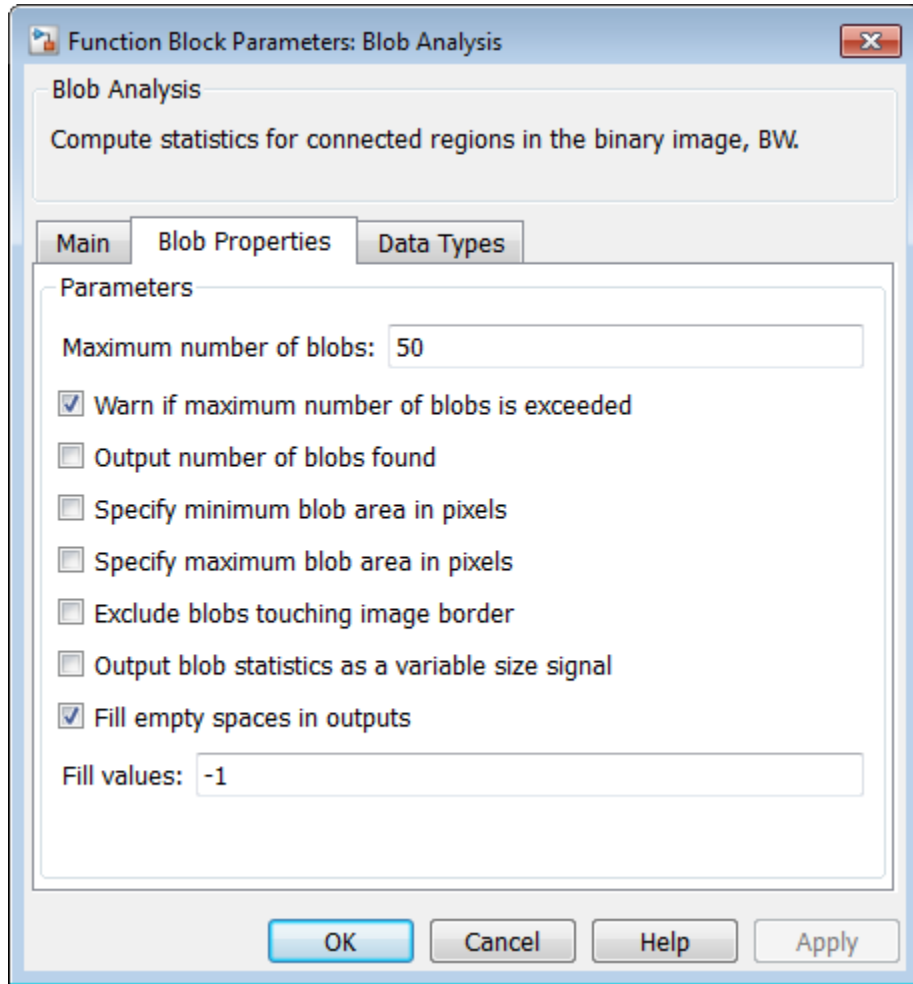 Function Block Parameters: Blob Analysis
Blob Analysis
Compute statistics for connected regions in the binary image, BW.
Main Blob Properties Data Types
Parameters
Maximum number of blobs: 50
Warn if maximum number of blobs is exceeded
Output number of blobs found
Specify minimum blob area in pixels
Specify maximum blob area in pixels
Exclude blobs touching image border
Output blob statistics as a variable size signal
Fill empty spaces in outputs
Fill values: -1
OK Cancel Help Apply